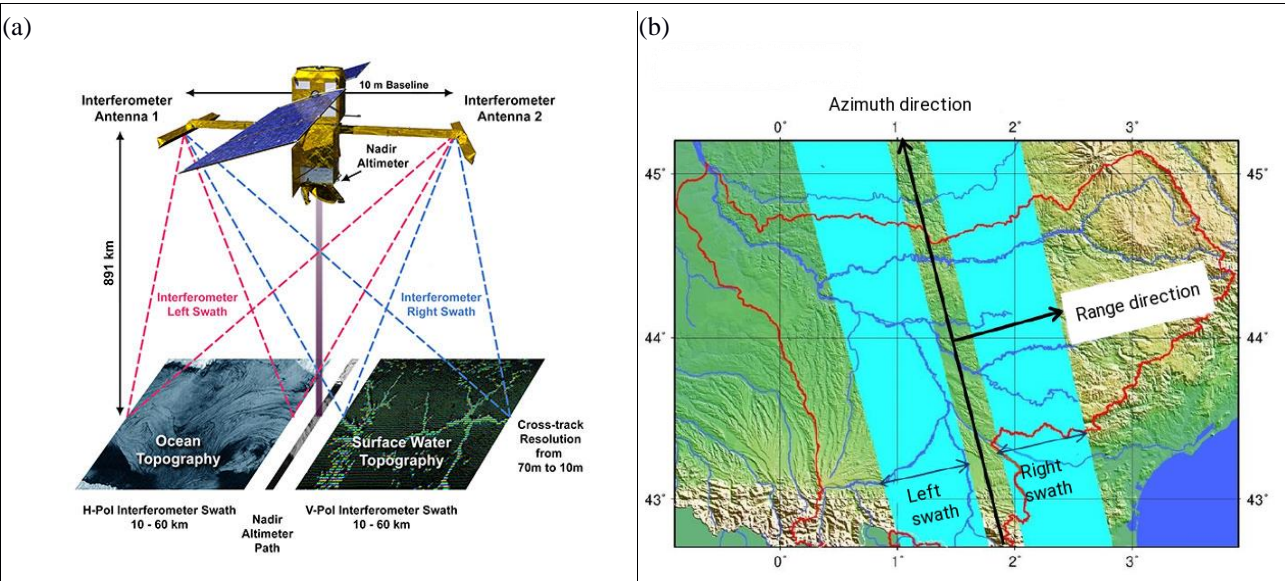 (a)
10 m Baseline
Interferometer
Antenna 1
Interferometer
Antenna 2
Nadir
Altimeter
891 km
Interferometer
Left Swath
Interferometer
Right Swath
Ocean
Topography
Surface Water
Topography
Cross-track
Resolution
from
70m to 10m
H-Pol Interferometer Swath
10 - 60 km
Nadir
Altimeter
Path
V-Pol Interferometer Swath
10 - 60 km
(b)
Azimuth direction
0° 1° 2° 3°
45° 45°
Range direction
44° 44°
Left
swath
Right
swath
43° 43°
0° 1° 2° 3°